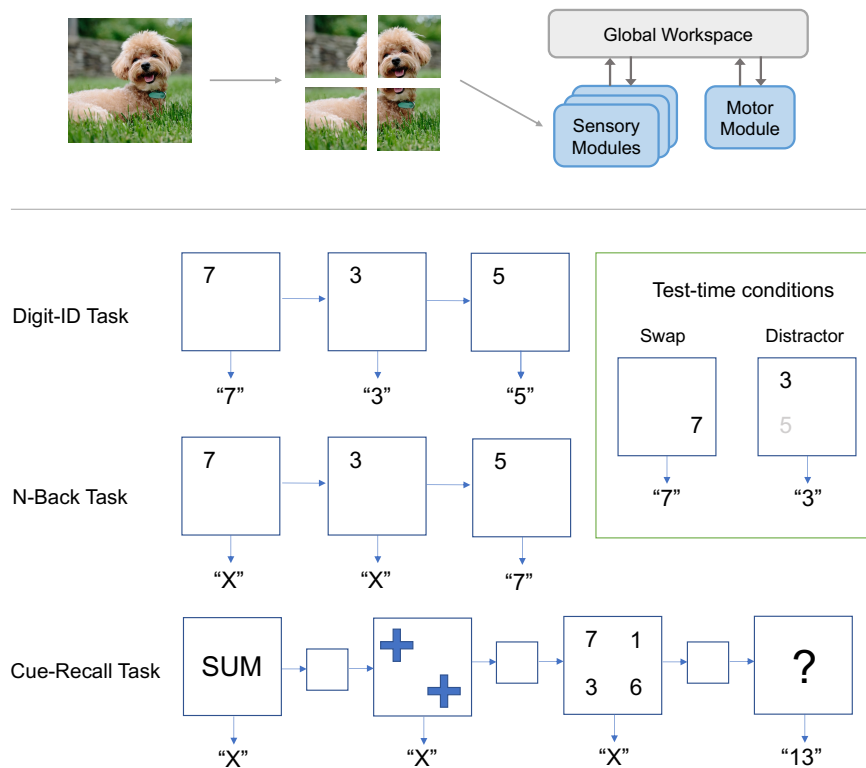 Global Workspace
Sensory
Modules
Motor
Module
Digit-ID Task
7
3
5
“7”
“3”
“5”
Test-time conditions
Swap
Distractor
7
3
5
“7”
“3”
N-Back Task
7
3
5
“X”
“X”
“7”
Cue-Recall Task
SUM
7 1
3 6
?
“X”
“X”
“X”
“13”